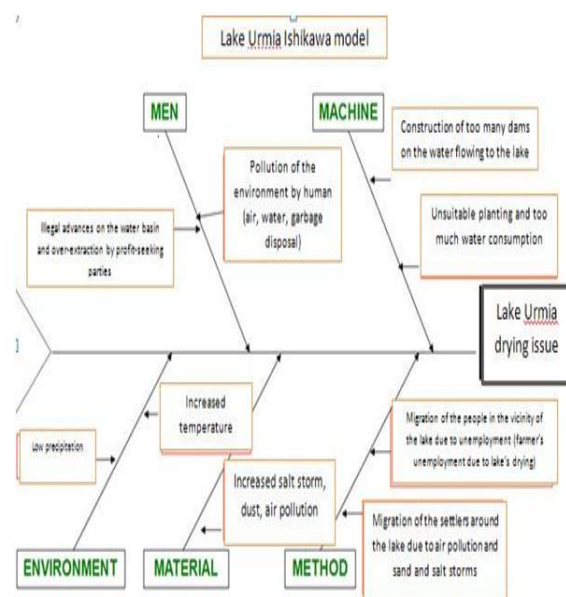 Lake Urmia Ishikawa model
MEN
MACHINE
Construction of too many dams
on the water flowing to the lake
Pollution of the
environment by human
(air, water, garbage
disposal)
Illegal advances on the water basin
and over-extraction by profit-seeking
parties
Unsuitable planting and too
much water consumption
Lake Urmia
drying issue
Increased
temperature
Low precipitation
Migration of the people in the vicinity
of the lake due to unemployment (farmer's
unemployment due to lake's drying)
Increased salt storm,
dust, air pollution
Migration of the settlers around
the lake due to air pollution and
sand and salt storms
ENVIRONMENT
MATERIAL
METHOD